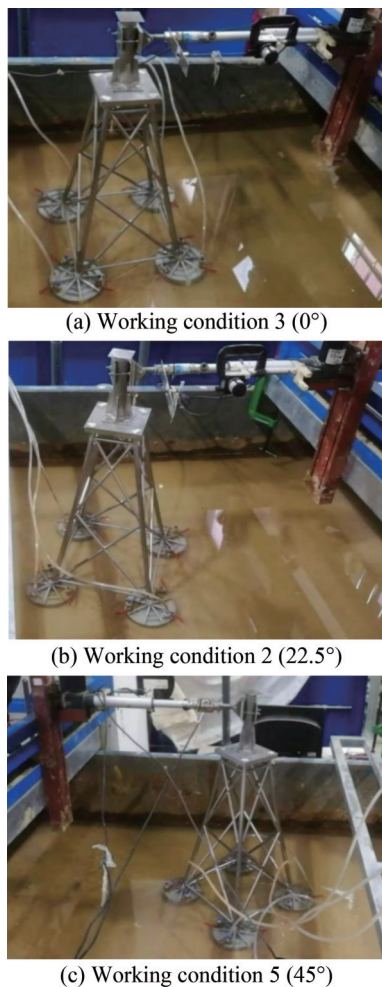 (a) Working condition 3 (0°)
(b) Working condition 2 (22.5°)
(c) Working condition 5 (45°)